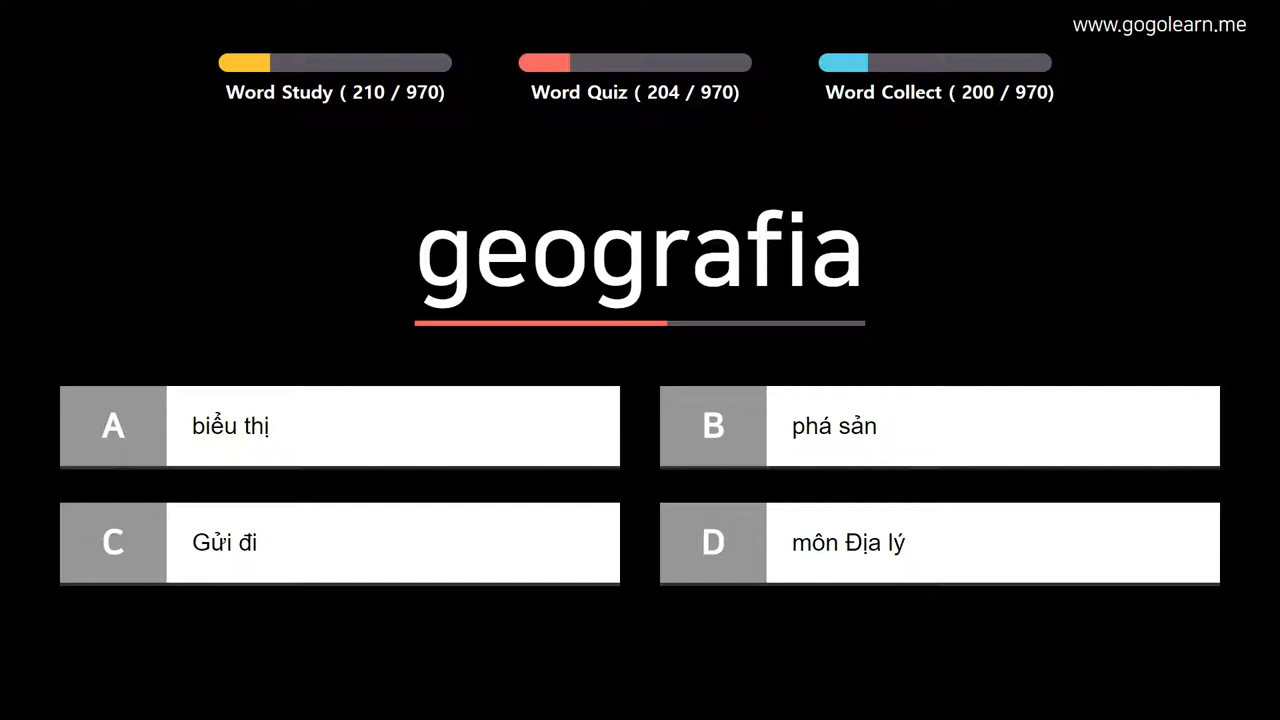 www.gogolearn.me
Word Study ( 210 / 970)
Word Quiz ( 204 / 970)
Word Collect ( 200 / 970)
geografia
A
biểu thị
B
phá sản
C
Gửi đi
D
môn Địa lý